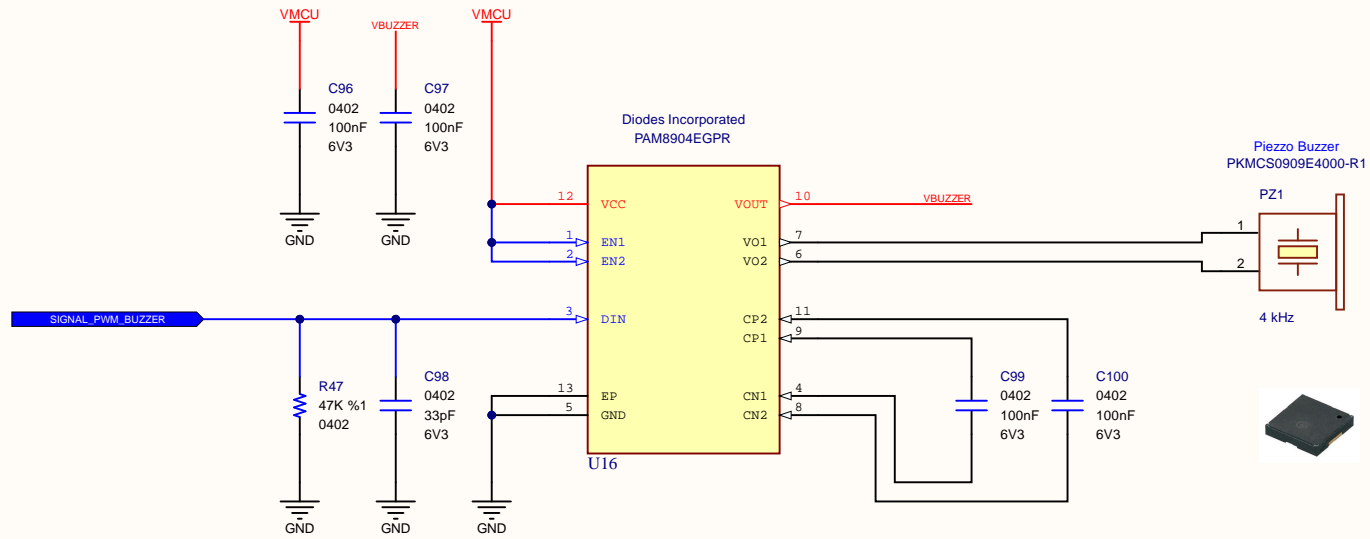 VMCU
VBUZZER
VMCU
C96
0402
100nF
6V3
C97
0402
100nF
6V3
GND
GND
Diodes Incorporated
PAM8904EGPR
12
VCC
1
EN1
2
EN2
3
DIN
13
EP
5
GND
VOUT
10
VBUZZER
VO1
7
VO2
6
CP2
11
CP1
9
CN1
4
CN2
8
U16
SIGNAL_PWM_BUZZER
R47
47K %1
0402
C98
0402
33pF
6V3
GND
GND
GND
C99
0402
100nF
6V3
C100
0402
100nF
6V3
Piezzo Buzzer
PKMCS0909E4000-R1
PZ1
1
2
4 kHz